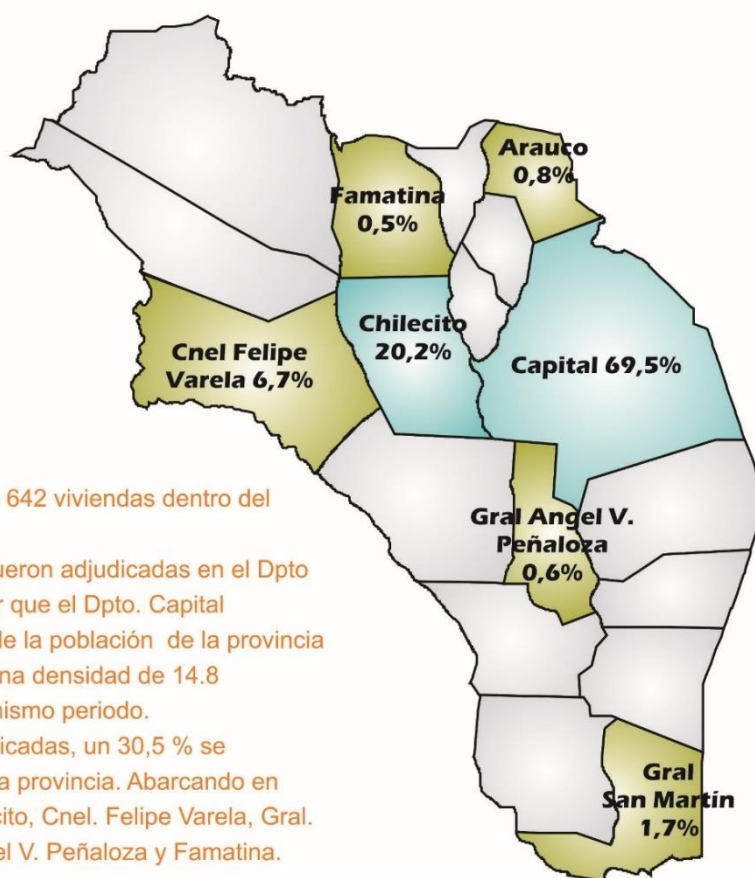 Arauco
0,8%
Famatina
0,5%
Chilecito
20,2%
Cnel Felipe
Varela 6,7%
Capital 69,5%
Gral Angel V.
Peñaloza
0,6%
Gral
San Martín
1,7%
642 viviendas dentro del
ueron adjudicadas en el Dpto
r que el Dpto. Capital
de la población de la provincia
na densidad de 14.8
nismo periodo.
icadas, un 30,5 % se
a provincia. Abarcando en
cito, Cnel. Felipe Varela, Gral.
el V. Peñaloza y Famatina.